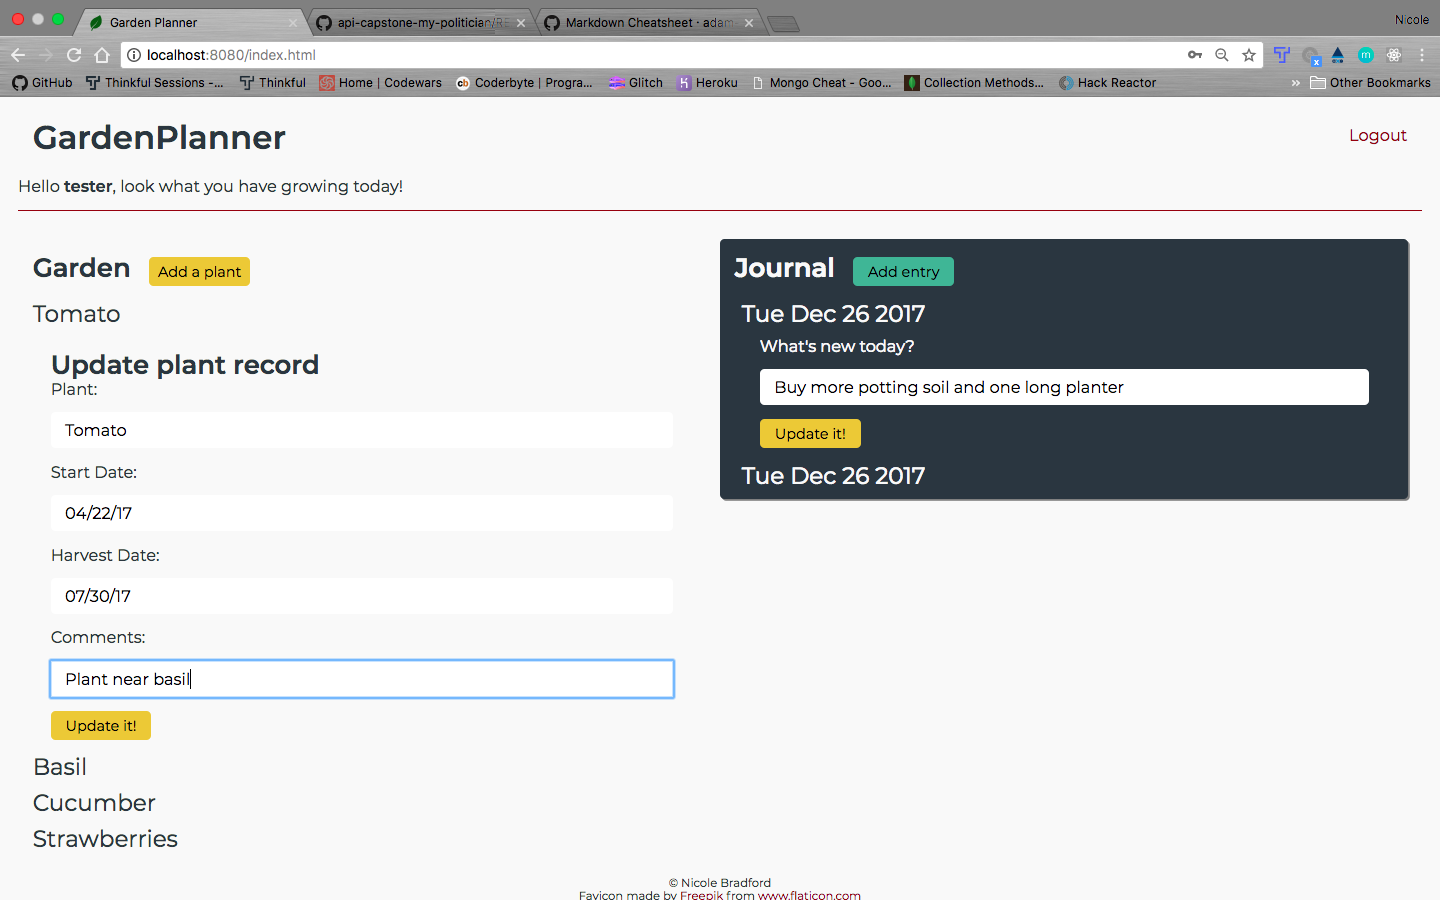 Garden Planner
api-capstone-my-politician/RE
Markdown Cheatsheet · adam-
Nicole
localhost:8080/index.html
GitHub
Thinkful Sessions -...
Thinkful
Home | Codewars
Coderbyte | Progra...
Glitch
Heroku
Mongo Cheat - Goo...
Collection Methods...
Hack Reactor
» Other Bookmarks
GardenPlanner
Logout
Hello tester, look what you have growing today!
Garden
Add a plant
Tomato
Update plant record
Plant:
Tomato
Start Date:
04/22/17
Harvest Date:
07/30/17
Comments:
Plant near basil
Update it!
Basil
Cucumber
Strawberries
Journal
Add entry
Tue Dec 26 2017
What's new today?
Buy more potting soil and one long planter
Update it!
Tue Dec 26 2017
© Nicole Bradford
Favicon made by Freepik from www.flaticon.com